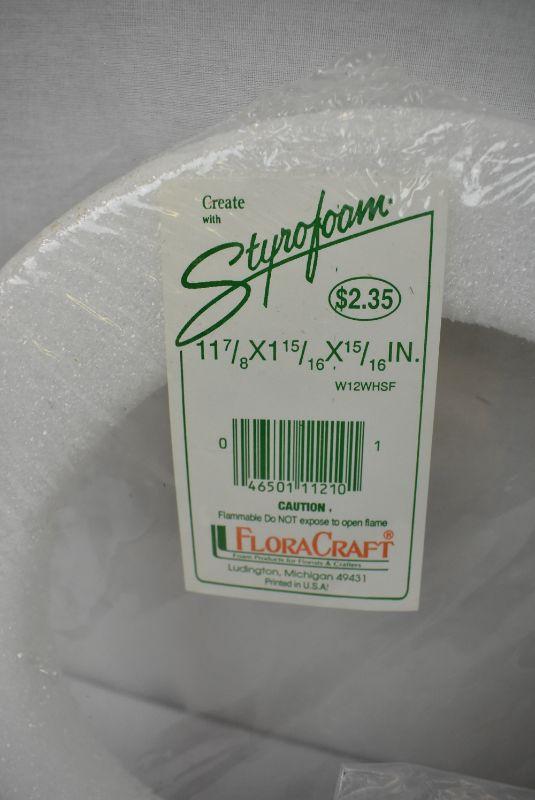 Create
with
Styrofoam
$2.35
11 7/8 X 1 15/16 X 15/16 IN.
W12WHSF
0 46501 11210 1
CAUTION
Flammable Do NOT expose to open flame
FLORACRAFT®
Foam Products for Florists & Crafters
Ludington, Michigan 49431
Printed in U.S.A.